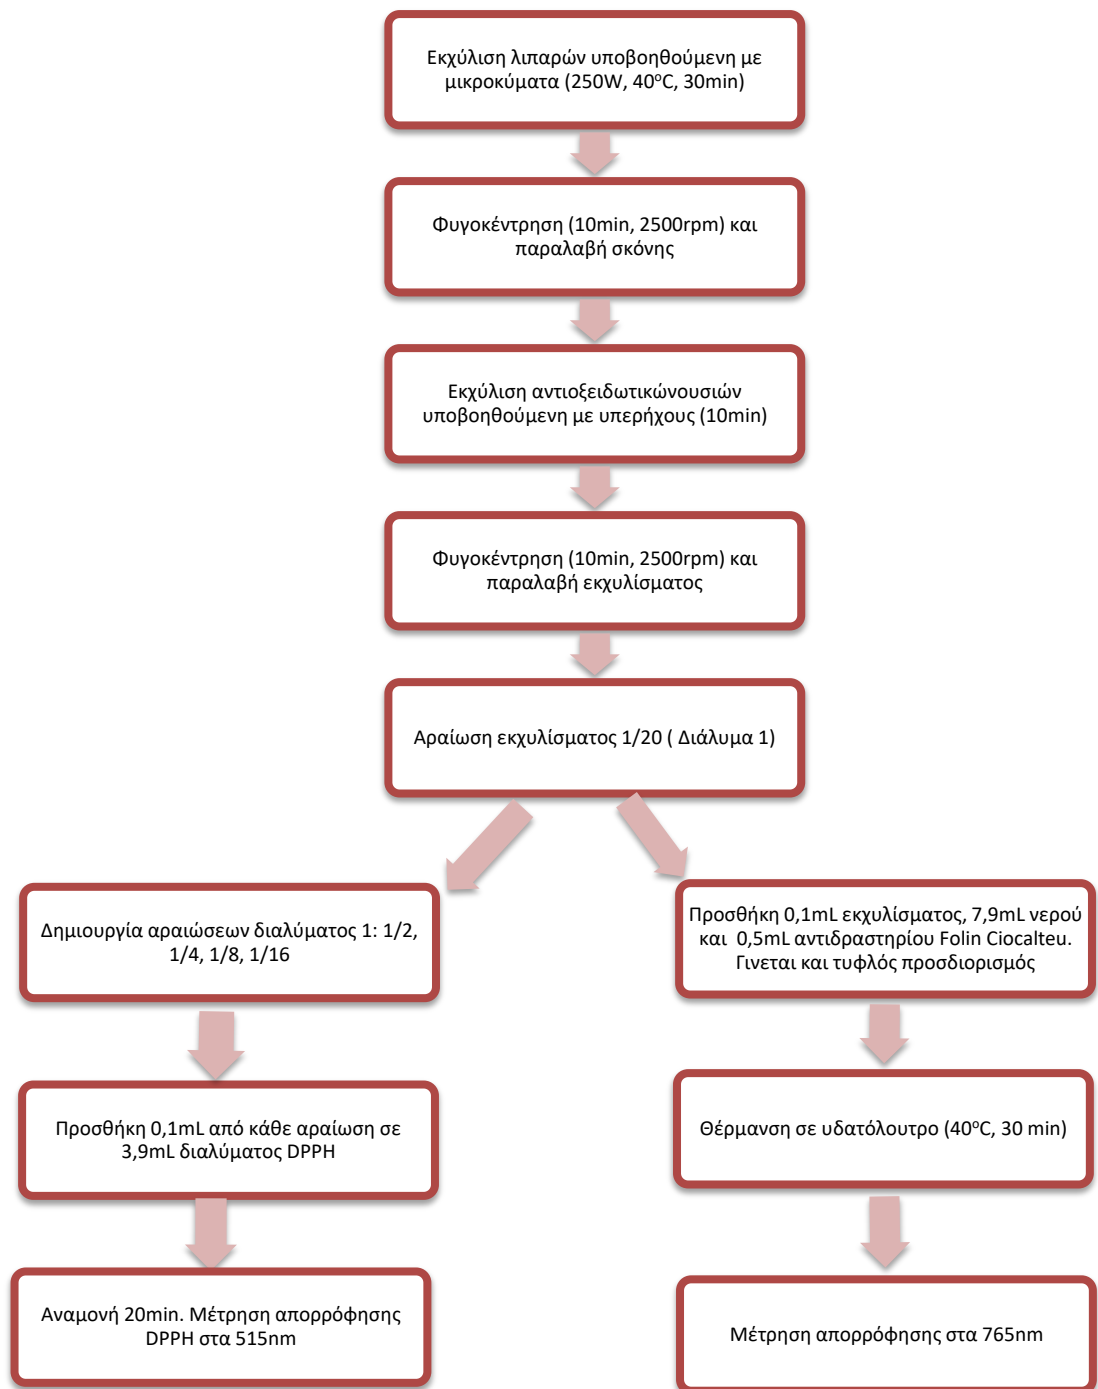 Εκχύλιση λιπαρών υποβοηθούμενη με
μικροκύματα (250W, 40°C, 30min)
Φυγοκέντρηση (10min, 2500rpm) και
παραλαβή σκόνης
Εκχύλιση αντιοξειδωτικώνουσιών
υποβοηθούμενη με υπερήχους (10min)
Φυγοκέντρηση (10min, 2500rpm) και
παραλαβή εκχυλίσματος
Αραίωση εκχυλίσματος 1/20 ( Διάλυμα 1)
Δημιουργία αραιώσεων διαλύματος 1: 1/2,
1/4, 1/8, 1/16
Προσθήκη 0,1mL από κάθε αραίωση σε
3,9mL διαλύματος DPPH
Αναμονή 20min. Μέτρηση απορρόφησης
DPPH στα 515nm
Προσθήκη 0,1mL εκχυλίσματος, 7,9mL νερού
και 0,5mL αντιδραστηρίου Folin Ciocalteu.
Γινεται και τυφλός προσδιορισμός
Θέρμανση σε υδατόλουτρο (40°C, 30 min)
Μέτρηση απορρόφησης στα 765nm